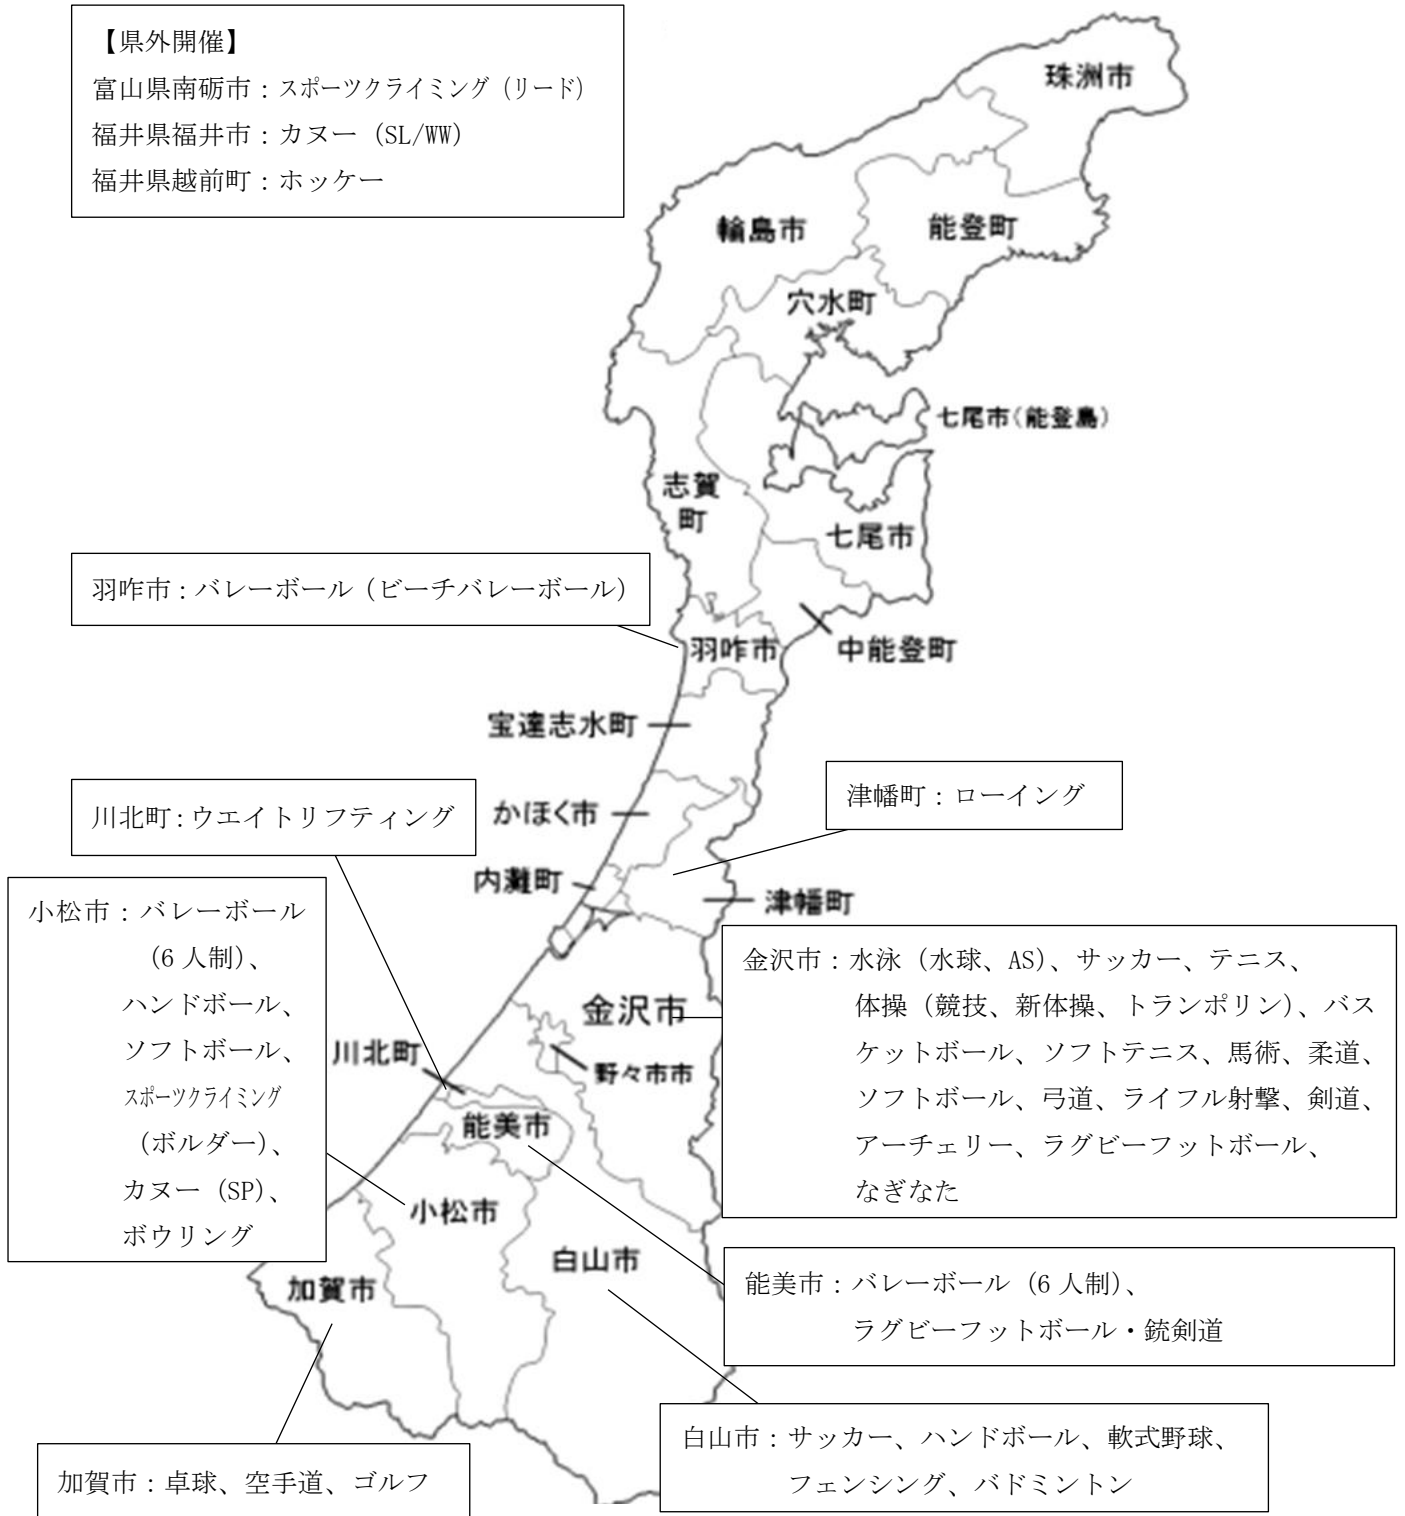 【県外開催】
富山県南砺市：スポーツクライミング（リード）
福井県福井市：カヌー（SL/WW）
福井県越前町：ホッケー
珠洲市
輪島市
能登町
穴水町
七尾市(能登島)
志賀
町
七尾市
羽咋市：バレーボール（ビーチバレーボール）
羽咋市
中能登町
宝達志水町
津幡町：ローイング
川北町：ウエイトリフティング
かほく市
内灘町
津幡町
小松市：バレーボール
（6 人制）、
ハンドボール、
ソフトボール、
スポーツクライミング
（ボルダー）、
カヌー（SP）、
ボウリング
金沢市：水泳（水球、AS）、サッカー、テニス、
体操（競技、新体操、トランポリン）、バス
ケットボール、ソフトテニス、馬術、柔道、
ソフトボール、弓道、ライフル射撃、剣道、
アーチェリー、ラグビーフットボール、
なぎなた
金沢市
川北町
野々市市
能美市
小松市
白山市
加賀市
能美市：バレーボール（6 人制）、
ラグビーフットボール・銃剣道
白山市：サッカー、ハンドボール、軟式野球、
フェンシング、バドミントン
加賀市：卓球、空手道、ゴルフ